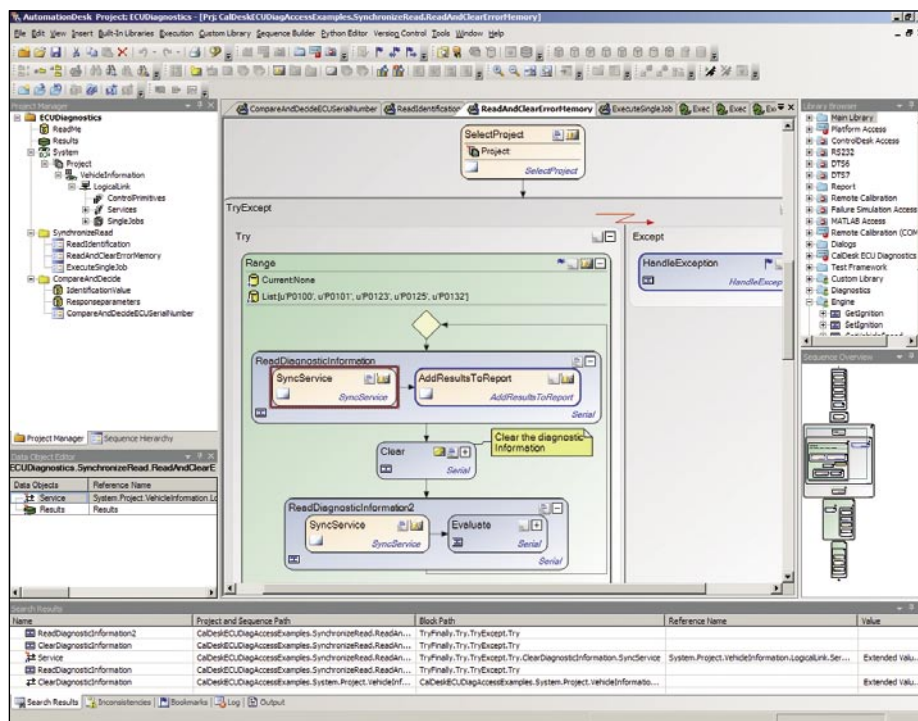 AutomationDesk Project: ECUDiagnostics - [Prj: CalDeskECUDiagAccessExamples.SynchronizeRead.ReadAndClearErrorMemory]
File Edit View Insert Built-In Libraries Execution Custom Library Sequence Builder Python Editor Version Control Tools Window Help
Project Manager
ECUDiagnostics
ReadMe
Results
System
Project
VehicleInformation
LogicalLink
ControlPrimitives
Services
SingleJobs
SynchronizeRead
ReadIdentification
ReadAndClearErrorMemory
ExecuteSingleJob
CompareAndDecide
IdentificationValue
Responseparameters
CompareAndDecideECUSerialNumber
Project Manager Sequence Hierarchy
Data Object Editor
ECUDiagnostics.SynchronizeRead.ReadAndClearE
Data Objects Reference Name
Service System.Project.VehicleInformation.Lo
Results Results
CompareAndDecideECUSerialNumber ReadIdentification ReadAndClearErrorMemory ExecuteSingleJob Exec Exec Ex
SelectProject
Project
SelectProject
TryExcept
Try
Except
Range
CurrentNone
List[u'P0100', u'P0101', u'P0123', u'P0125', u'P0132']
HandleException
HandleExcep
ReadDiagnosticInformation
SyncService
SyncService
AddResultsToReport
AddResultsToReport
Serial
Clear
Serial
Clear the diagnostic
Information
ReadDiagnosticInformation2
SyncService
SyncService
Evaluate
Serial
Serial
Library Browser
Main Library
Platform Access
ControlDesk Access
RS232
DTS6
DTS7
Report
Remote Calibration
Failure Simulation Access
MATLAB Access
Remote Calibration (COM
Dialogs
CalDesk ECU Diagnostics
Test Framework
Custom Library
Diagnostics
Engine
GetIgnition
SetIgnition
Sequence Overview
Search Results
Name Project and Sequence Path Block Path Reference Name Value
ReadDiagnosticInformation2 CalDeskECUDiagAccessExamples.SynchronizeRead.ReadAn... TryFinally.Try.TryExcept.Try
ClearDiagnosticInformation CalDeskECUDiagAccessExamples.SynchronizeRead.ReadAn... TryFinally.Try.TryExcept.Try
Service CalDeskECUDiagAccessExamples.SynchronizeRead.ReadAn... TryFinally.Try.TryExcept.Try.ClearDiagnosticInformation.SyncService System.Project.VehicleInformation.LogicalLink.Ser... Extended Valu...
ReadDiagnosticInformation CalDeskECUDiagAccessExamples.SynchronizeRead.ReadAn... TryFinally.Try.TryExcept.Try
ClearDiagnosticInformation CalDeskECUDiagAccessExamples.System.Project.VehicleInf... CalDeskECUDiagAccessExamples.System.Project.VehicleInformatio... Extended Valu...
Search Results Inconsistencies Bookmarks Log Output